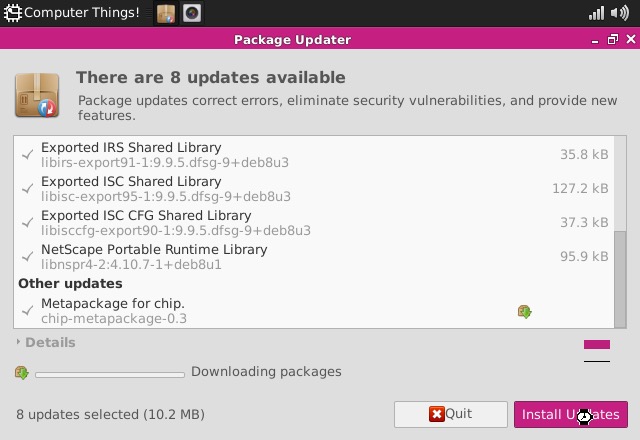 Computer Things!
Package Updater
There are 8 updates available
Package updates correct errors, eliminate security vulnerabilities, and provide new
features.
Exported IRS Shared Library
libirs-export91-1:9.9.5.dfsg-9+deb8u3 35.8 kB
Exported ISC Shared Library
libisc-export95-1:9.9.5.dfsg-9+deb8u3 127.2 kB
Exported ISC CFG Shared Library
libisccfg-export90-1:9.9.5.dfsg-9+deb8u3 37.3 kB
NetScape Portable Runtime Library
libnspr4-2:4.10.7-1+deb8u1 95.9 kB
Other updates
Metapackage for chip.
chip-metapackage-0.3
Details
Downloading packages
8 updates selected (10.2 MB) Quit Install Updates